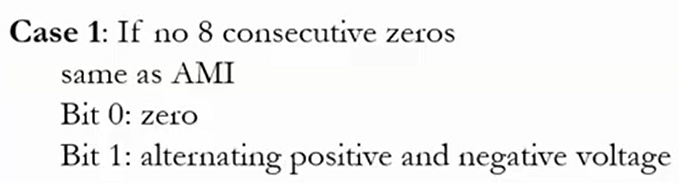 Case 1: If no 8 consecutive zeros
same as AMI
Bit 0: zero
Bit 1: alternating positive and negative voltage